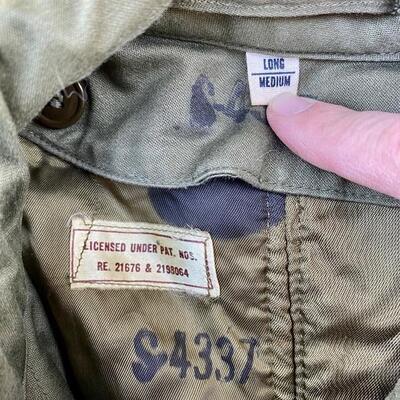 LONG
MEDIUM
LICENSED UNDER PAT. NOS.
RE. 21676 & 2198064
S-4337